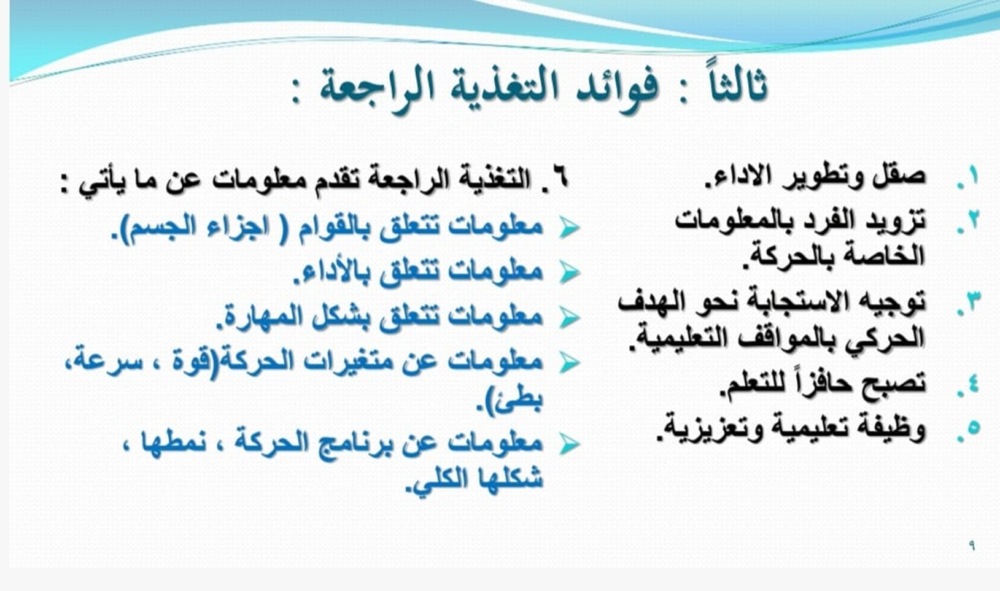 ثالثاً : فوائد التغذية الراجعة :
١. صقل وتطوير الاداء.
٢. تزويد الفرد بالمعلومات
الخاصة بالحركة.
٣. توجيه الاستجابة نحو الهدف
الحركي بالمواقف التعليمية.
٤. تصبح حافزاً للتعلم.
٥. وظيفة تعليمية وتعزيزية.
٦. التغذية الراجعة تقدم معلومات عن ما يأتي :
معلومات تتعلق بالقوام ( اجزاء الجسم).
معلومات تتعلق بالأداء.
معلومات تتعلق بشكل المهارة.
معلومات عن متغيرات الحركة(قوة ، سرعة،
بطئ).
معلومات عن برنامج الحركة ، نمطها ،
شكلها الكلي.
٩